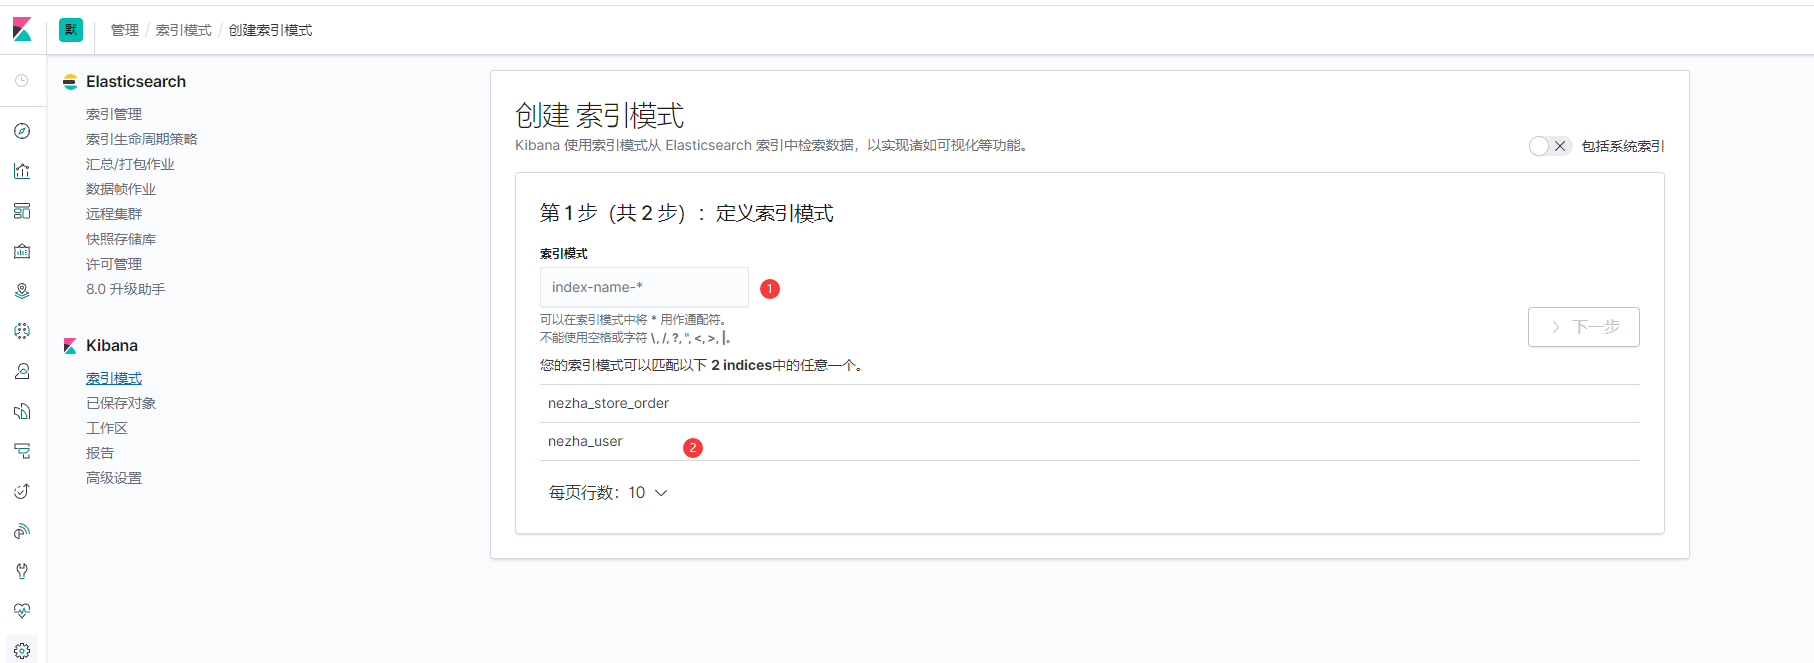 默 管理 / 索引模式 / 创建索引模式
Elasticsearch
索引管理
索引生命周期策略
汇总/打包作业
数据帧作业
远程集群
快照存储库
许可管理
8.0 升级助手
Kibana
索引模式
已保存对象
工作区
报告
高级设置
创建 索引模式
Kibana 使用索引模式从 Elasticsearch 索引中检索数据，以实现诸如可视化等功能。
包括系统索引
第 1 步（共 2 步）：定义索引模式
索引模式
index-name-*
1
可以在索引模式中将 * 用作通配符。
不能使用空格或字符 \, /, ?, ", <, >, |。
下一步
您的索引模式可以匹配以下 2 indices中的任意一个。
nezha_store_order
nezha_user
2
每页行数：10